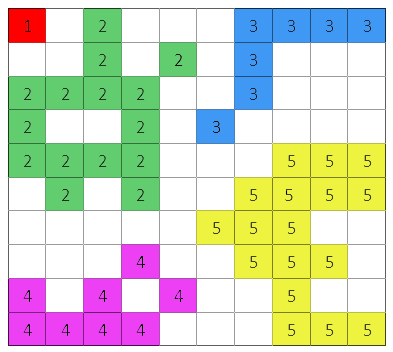 1 2 3 3 3 3
2 2 3
2 2 2 2 3
2 2 3
2 2 2 2 5 5 5
2 2 5 5 5 5
5 5 5
4 5 5 5
4 4 4 5
4 4 4 4 5 5 5